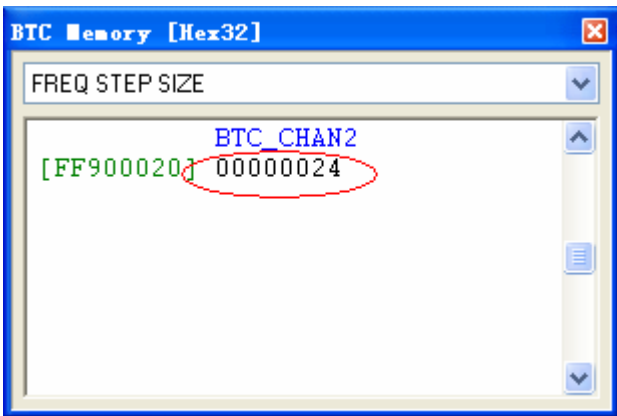 BTC Memory [Hex32]
FREQ STEP SIZE
BTC_CHAN2
[FF900020] 00000024